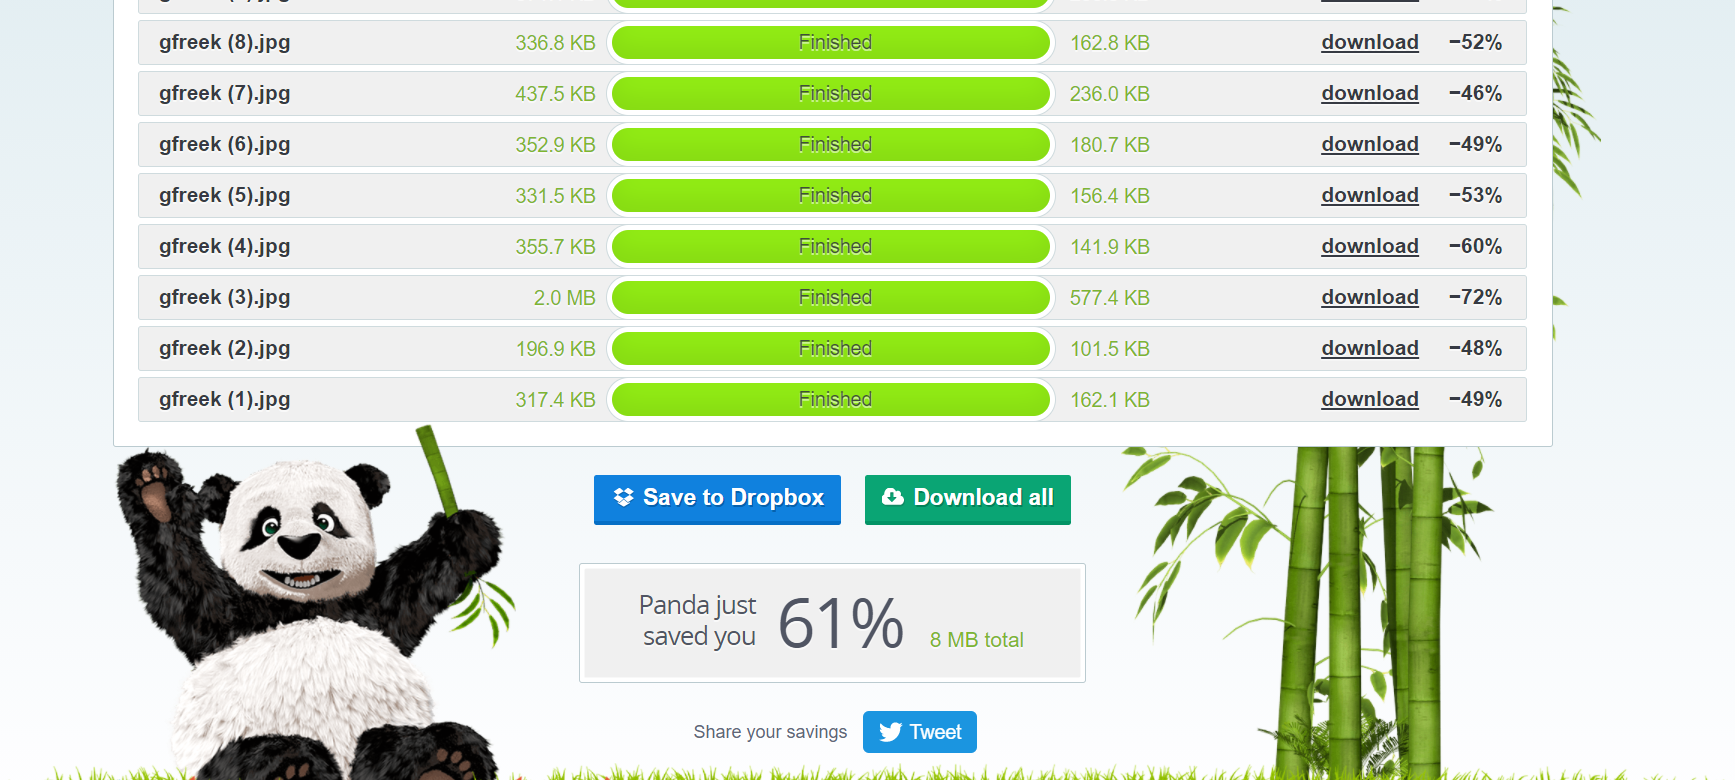 gfreek (8).jpg 336.8 KB Finished 162.8 KB download −52%
gfreek (7).jpg 437.5 KB Finished 236.0 KB download −46%
gfreek (6).jpg 352.9 KB Finished 180.7 KB download −49%
gfreek (5).jpg 331.5 KB Finished 156.4 KB download −53%
gfreek (4).jpg 355.7 KB Finished 141.9 KB download −60%
gfreek (3).jpg 2.0 MB Finished 577.4 KB download −72%
gfreek (2).jpg 196.9 KB Finished 101.5 KB download −48%
gfreek (1).jpg 317.4 KB Finished 162.1 KB download −49%
Save to Dropbox Download all
Panda just
saved you 61% 8 MB total
Share your savings Tweet